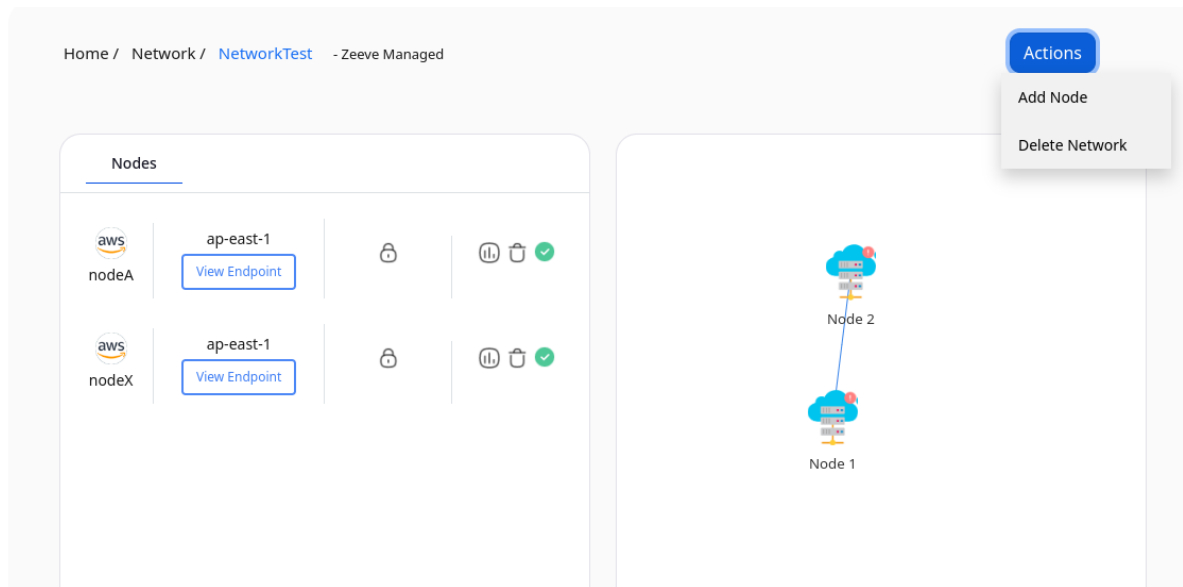 Home / Network / NetworkTest - Zeeve Managed
Actions
Add Node
Delete Network
Nodes
aws
nodeA
ap-east-1
View Endpoint
aws
nodeX
ap-east-1
View Endpoint
Node 2
Node 1